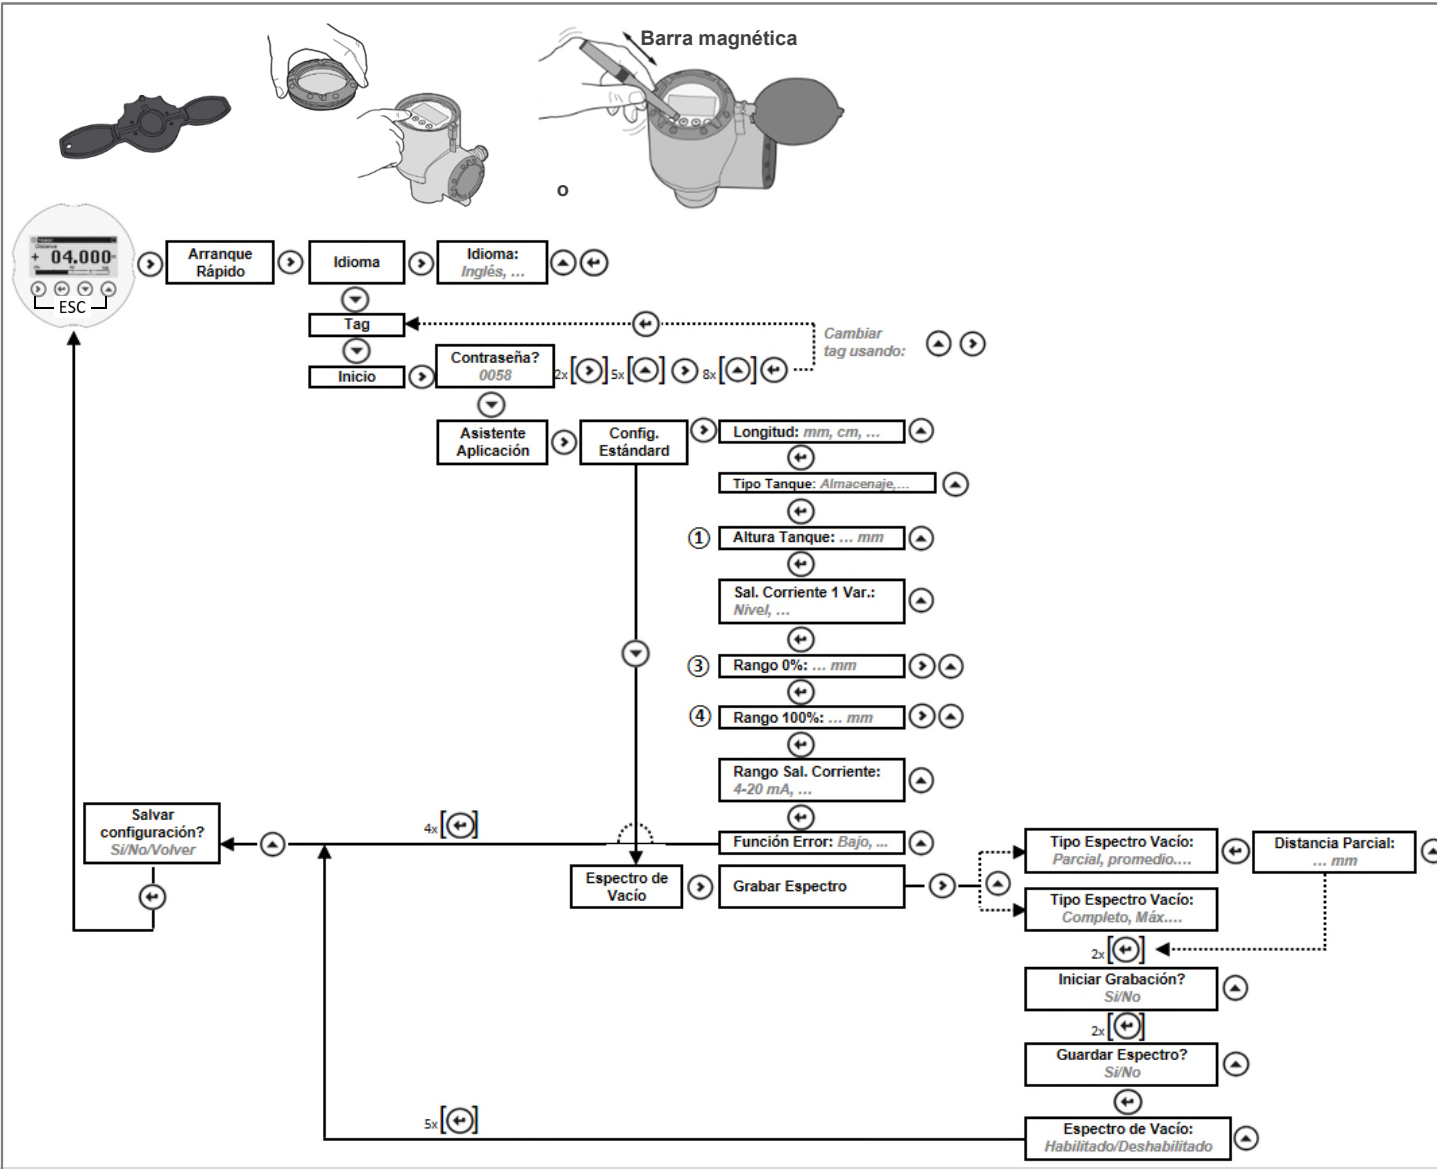 Barra magnética
o
Distance
+ 04.000
ESC
Arranque
Rápido
Idioma
Idioma:
Inglés, ...
Tag
Cambiar
tag usando:
Inicio
Contraseña?
0058
2x[ ] 5x[ ] 8x[ ]
Asistente
Aplicación
Config.
Estándard
Longitud: mm, cm, ...
Tipo Tanque: Almacenaje,...
1 Altura Tanque: ... mm
Sal. Corriente 1 Var.:
Nivel, ...
3 Rango 0%: ... mm
4 Rango 100%: ... mm
Rango Sal. Corriente:
4-20 mA, ...
Función Error: Bajo, ...
4x[ ]
Salvar
configuración?
Si/No/Volver
Espectro de
Vacío
Grabar Espectro
Tipo Espectro Vacío:
Parcial, promedio....
Distancia Parcial:
... mm
Tipo Espectro Vacío:
Completo, Máx....
2x[ ]
Iniciar Grabación?
Si/No
2x[ ]
Guardar Espectro?
Si/No
5x[ ]
Espectro de Vacío:
Habilitado/Deshabilitado